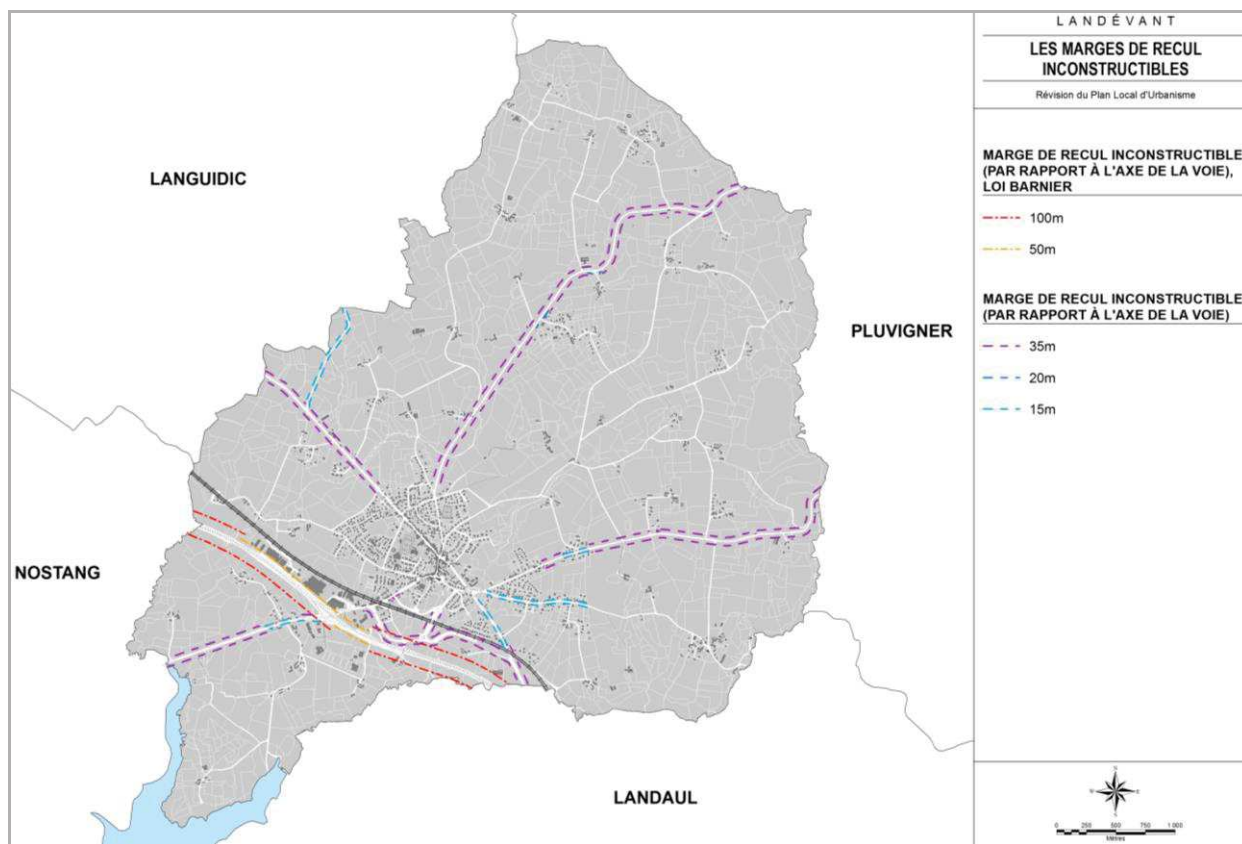 LANDÉVANT
LES MARGES DE RECUL
INCONSTRUCTIBLES
Révision du Plan Local d'Urbanisme
MARGE DE RECUL INCONSTRUCTIBLE
(PAR RAPPORT À L'AXE DE LA VOIE),
LOI BARNIER
100m
50m
MARGE DE RECUL INCONSTRUCTIBLE
(PAR RAPPORT À L'AXE DE LA VOIE)
35m
20m
15m
LANGUIDIC
PLUVIGNER
NOSTANG
LANDAUL
0 250 500 750 1 000
Mètres